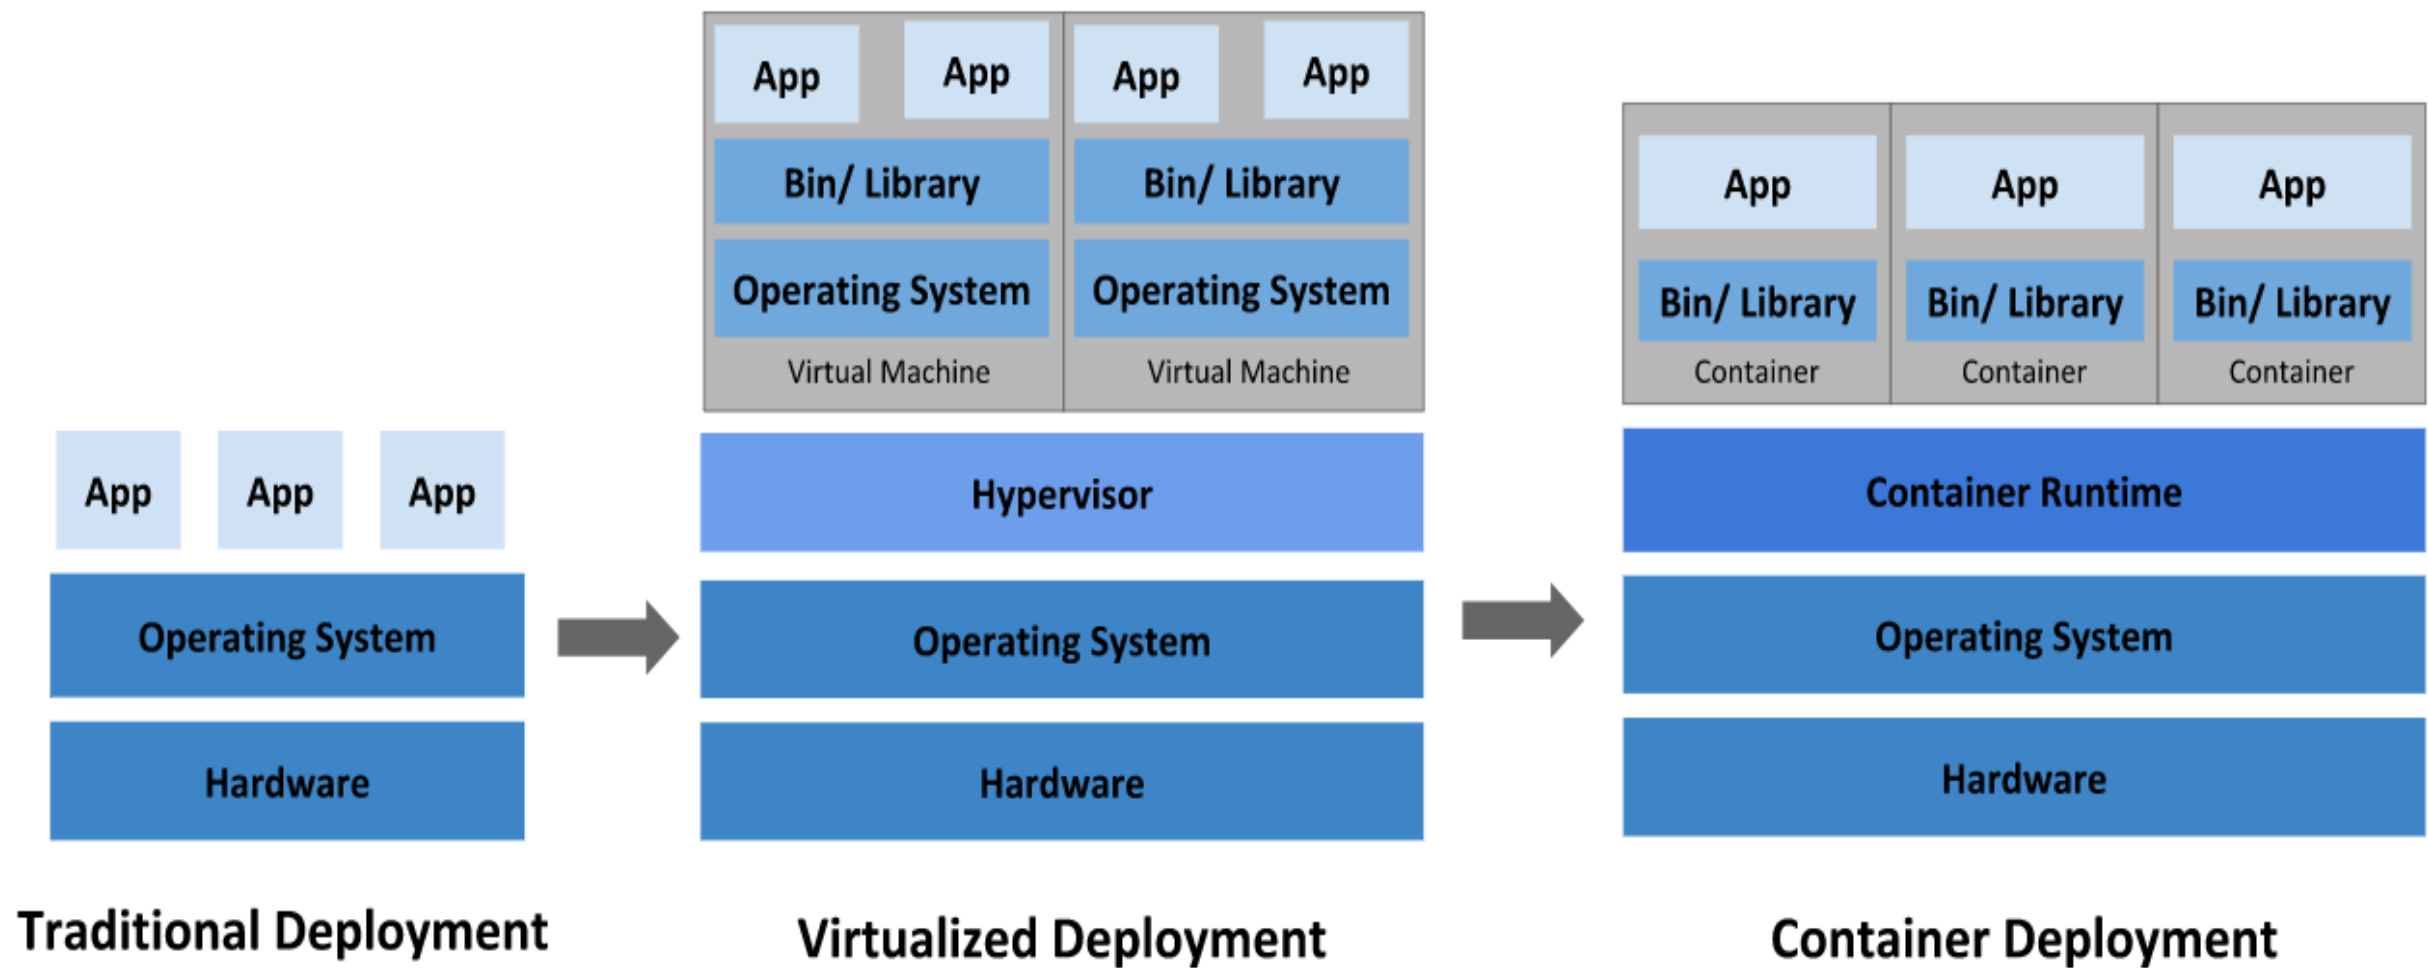 App
App
App
Operating System
Hardware
Traditional Deployment
App
App
App
App
Bin/ Library
Bin/ Library
Operating System
Operating System
Virtual Machine
Virtual Machine
Hypervisor
Operating System
Hardware
Virtualized Deployment
App
App
App
Bin/ Library
Bin/ Library
Bin/ Library
Container
Container
Container
Container Runtime
Operating System
Hardware
Container Deployment